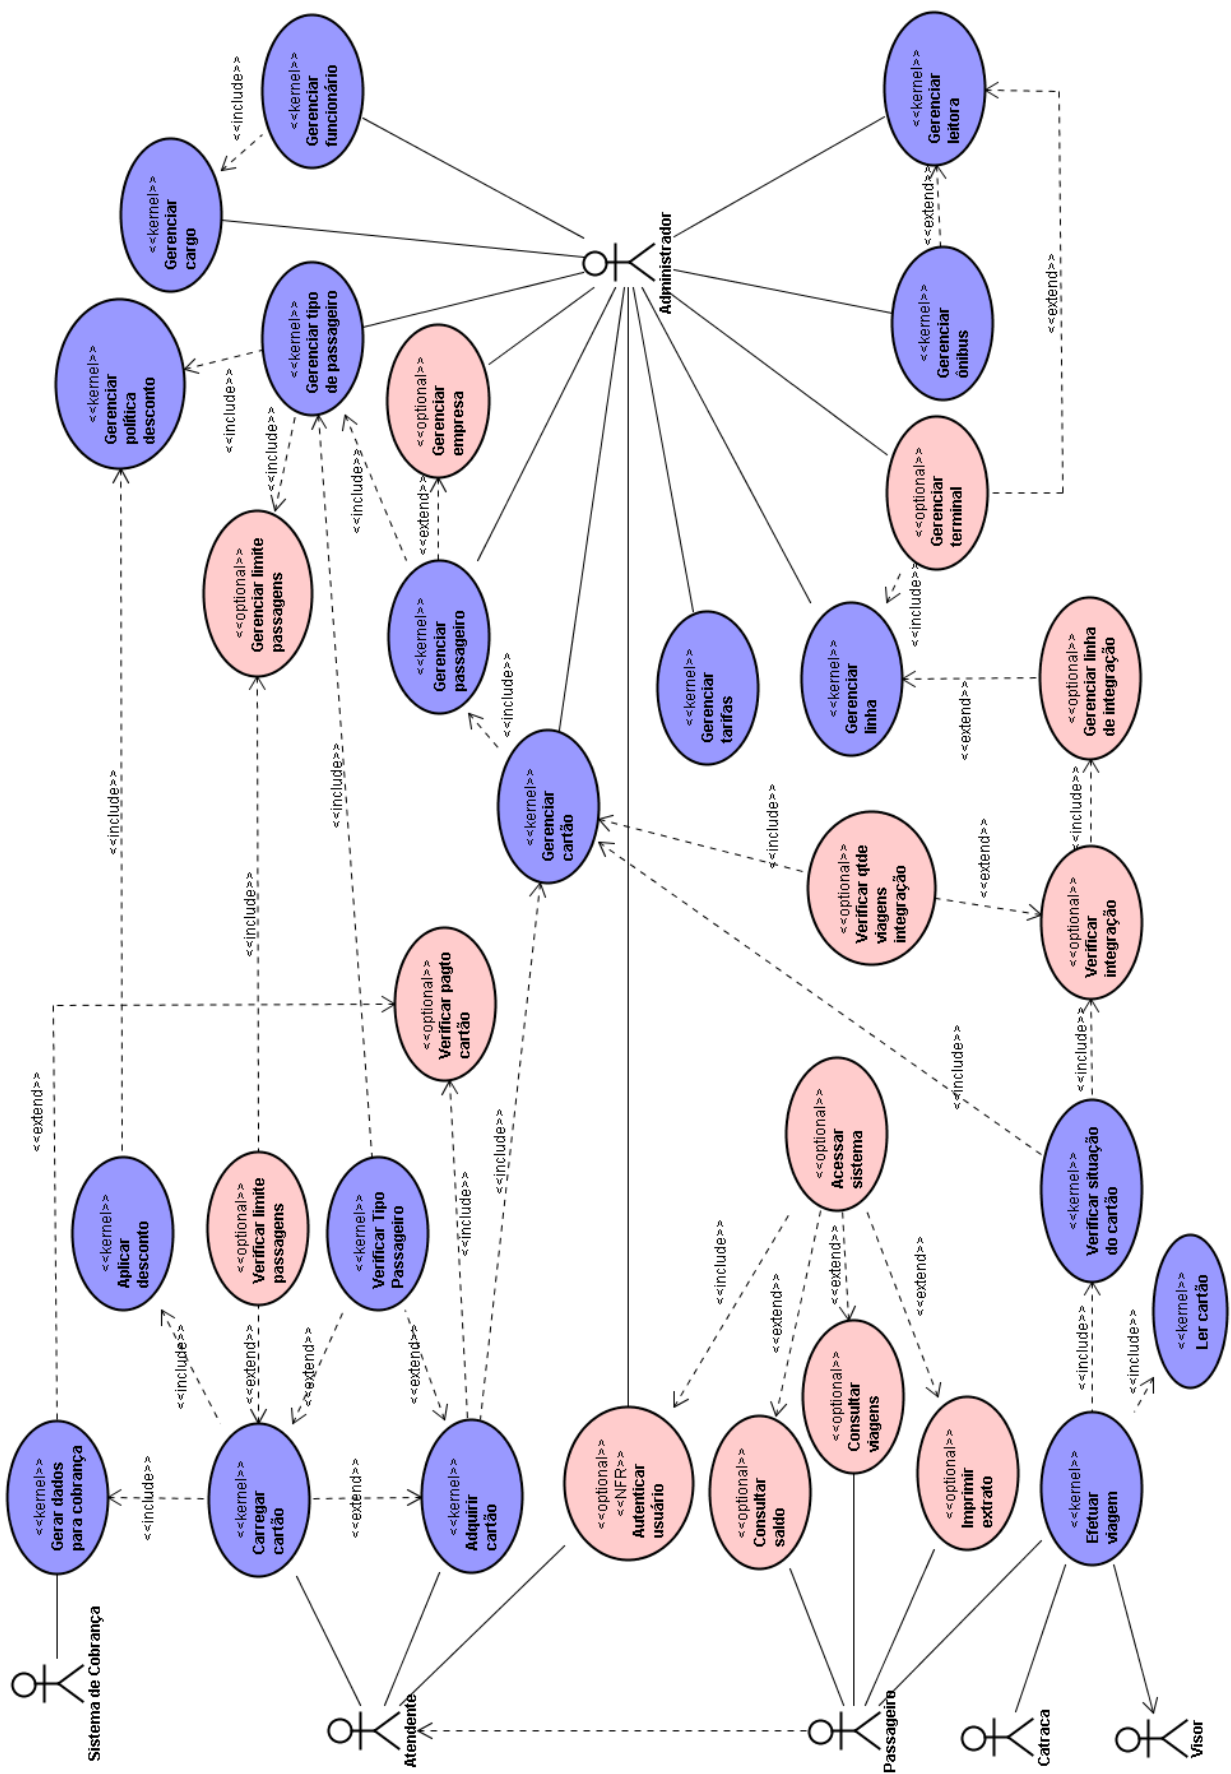 Sistema de Cobrança
<<kernel>>
Gerar dados
para cobrança
<<extend>>
<<include>>
<<kernel>>
Carregar
cartão
<<include>>
<<kernel>>
Aplicar
desconto
<<include>>
<<kernel>>
Gerenciar
política
desconto
<<extend>>
<<optional>>
Verificar limite
passagens
<<include>>
<<optional>>
Gerenciar limite
passagens
<<include>>
<<include>>
<<kernel>>
Gerenciar
cargo
<<include>>
<<kernel>>
Gerenciar
funcionário
<<extend>>
<<kernel>>
Verificar Tipo
Passageiro
<<include>>
<<kernel>>
Gerenciar tipo
de passageiro
<<extend>>
<<extend>>
Atendente
<<kernel>>
Adquirir
cartão
<<include>>
<<optional>>
Verificar pagto
cartão
<<include>>
<<include>>
<<kernel>>
Gerenciar
passageiro
<<extend>>
<<optional>>
Gerenciar
empresa
<<include>>
<<kernel>>
Gerenciar
cartão
<<optional>>
<<NFR>>
Autenticar
usuário
Administrador
<<include>>
<<optional>>
Consultar
saldo
<<extend>>
<<kernel>>
Gerenciar
tarifas
<<include>>
Passageiro
<<optional>>
Consultar
viagens
<<extend>>
<<optional>>
Acessar
sistema
<<optional>>
Verificar qtde
viagens
integração
<<kernel>>
Gerenciar
linha
<<include>>
<<optional>>
Gerenciar
terminal
<<kernel>>
Gerenciar
ônibus
<<extend>>
<<kernel>>
Gerenciar
leitora
<<optional>>
Imprimir
extrato
<<extend>>
<<include>>
<<extend>>
<<extend>>
<<extend>>
Catraca
<<kernel>>
Efetuar
viagem
<<include>>
<<kernel>>
Verificar situação
do cartão
<<include>>
<<optional>>
Verificar
integração
<<include>>
<<optional>>
Gerenciar linha
de integração
<<include>>
<<kernel>>
Ler cartão
Visor